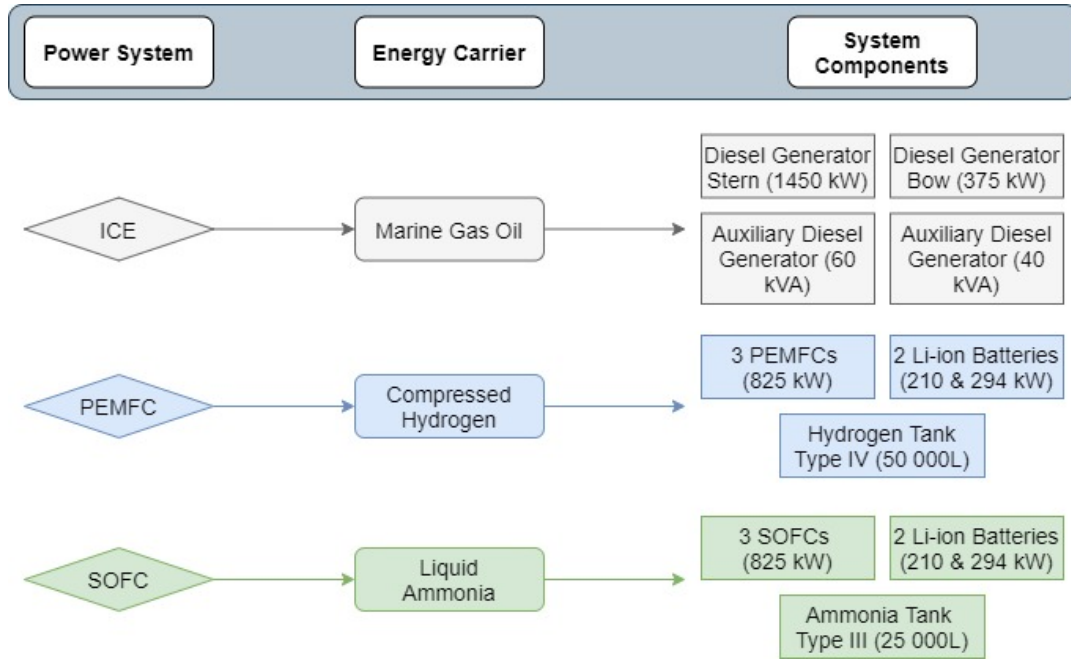 Power System
Energy Carrier
System
Components
ICE
Marine Gas Oil
Diesel Generator
Stern (1450 kW)
Diesel Generator
Bow (375 kW)
Auxiliary Diesel
Generator (60
kVA)
Auxiliary Diesel
Generator (40
kVA)
PEMFC
Compressed
Hydrogen
3 PEMFCs
(825 kW)
2 Li-ion Batteries
(210 & 294 kW)
Hydrogen Tank
Type IV (50 000L)
SOFC
Liquid
Ammonia
3 SOFCs
(825 kW)
2 Li-ion Batteries
(210 & 294 kW)
Ammonia Tank
Type III (25 000L)